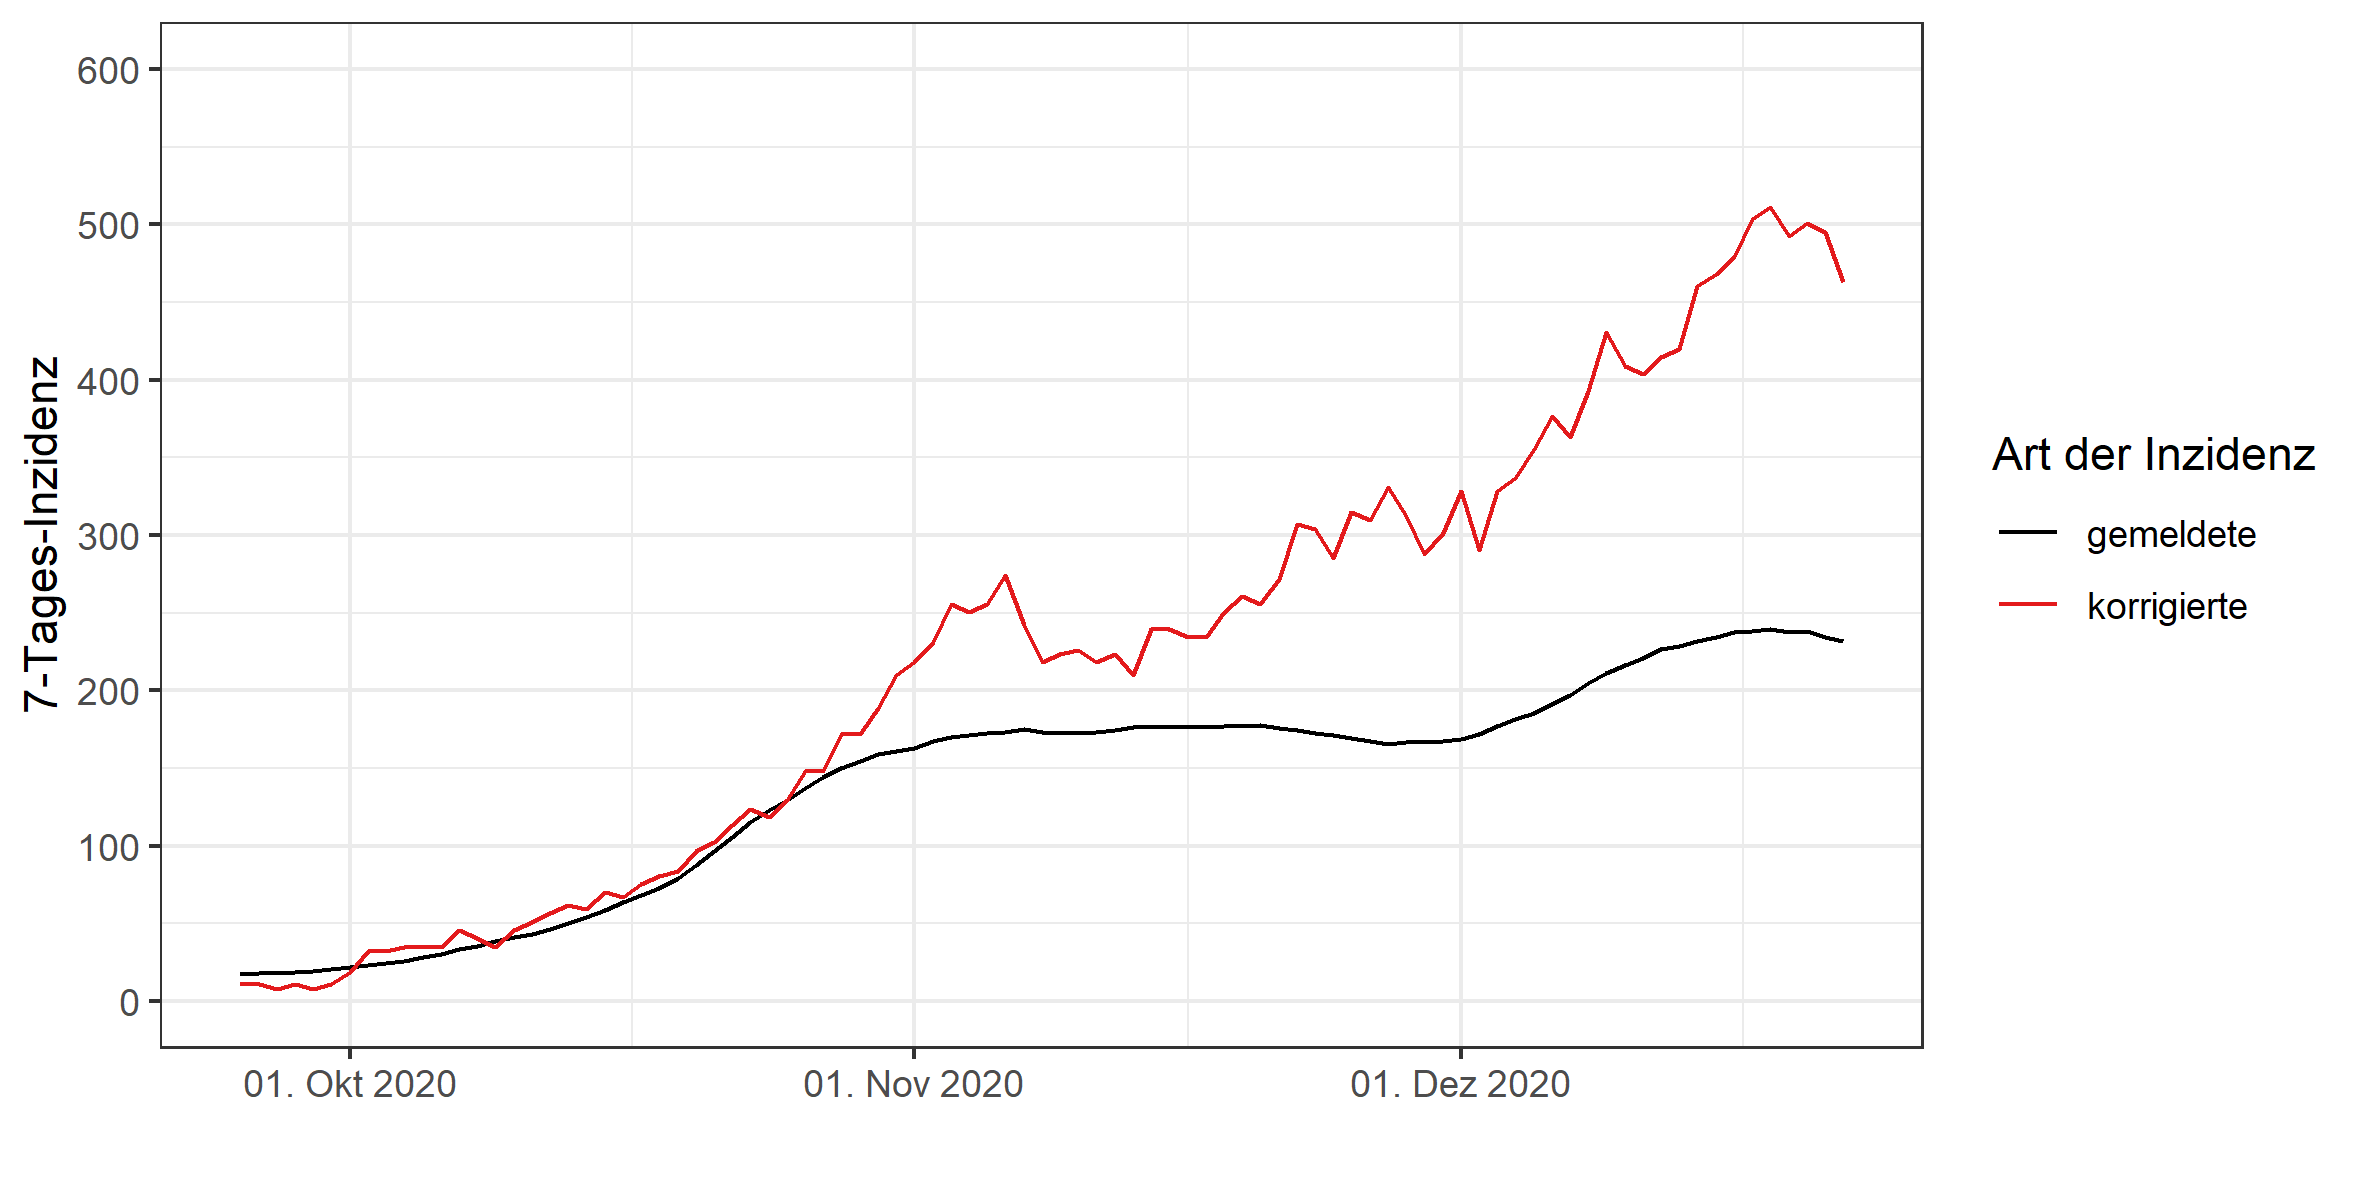 7-Tages-Inzidenz
600
500
400
300
200
100
0
01. Okt 2020
01. Nov 2020
01. Dez 2020
Art der Inzidenz
gemeldete
korrigierte